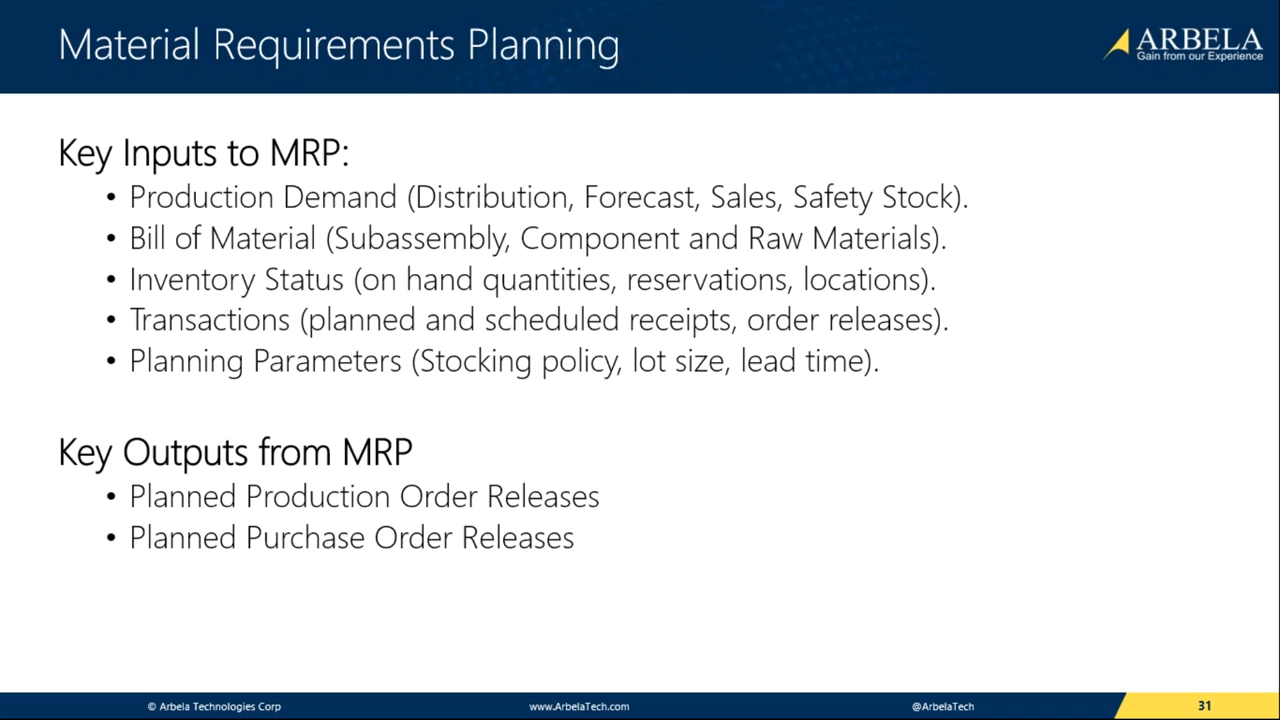 Material Requirements Planning
ARBELA
Gain from our Experience
Key Inputs to MRP:
• Production Demand (Distribution, Forecast, Sales, Safety Stock).
• Bill of Material (Subassembly, Component and Raw Materials).
• Inventory Status (on hand quantities, reservations, locations).
• Transactions (planned and scheduled receipts, order releases).
• Planning Parameters (Stocking policy, lot size, lead time).
Key Outputs from MRP
• Planned Production Order Releases
• Planned Purchase Order Releases
© Arbela Technologies Corp
www.ArbelaTech.com
@ArbelaTech
31